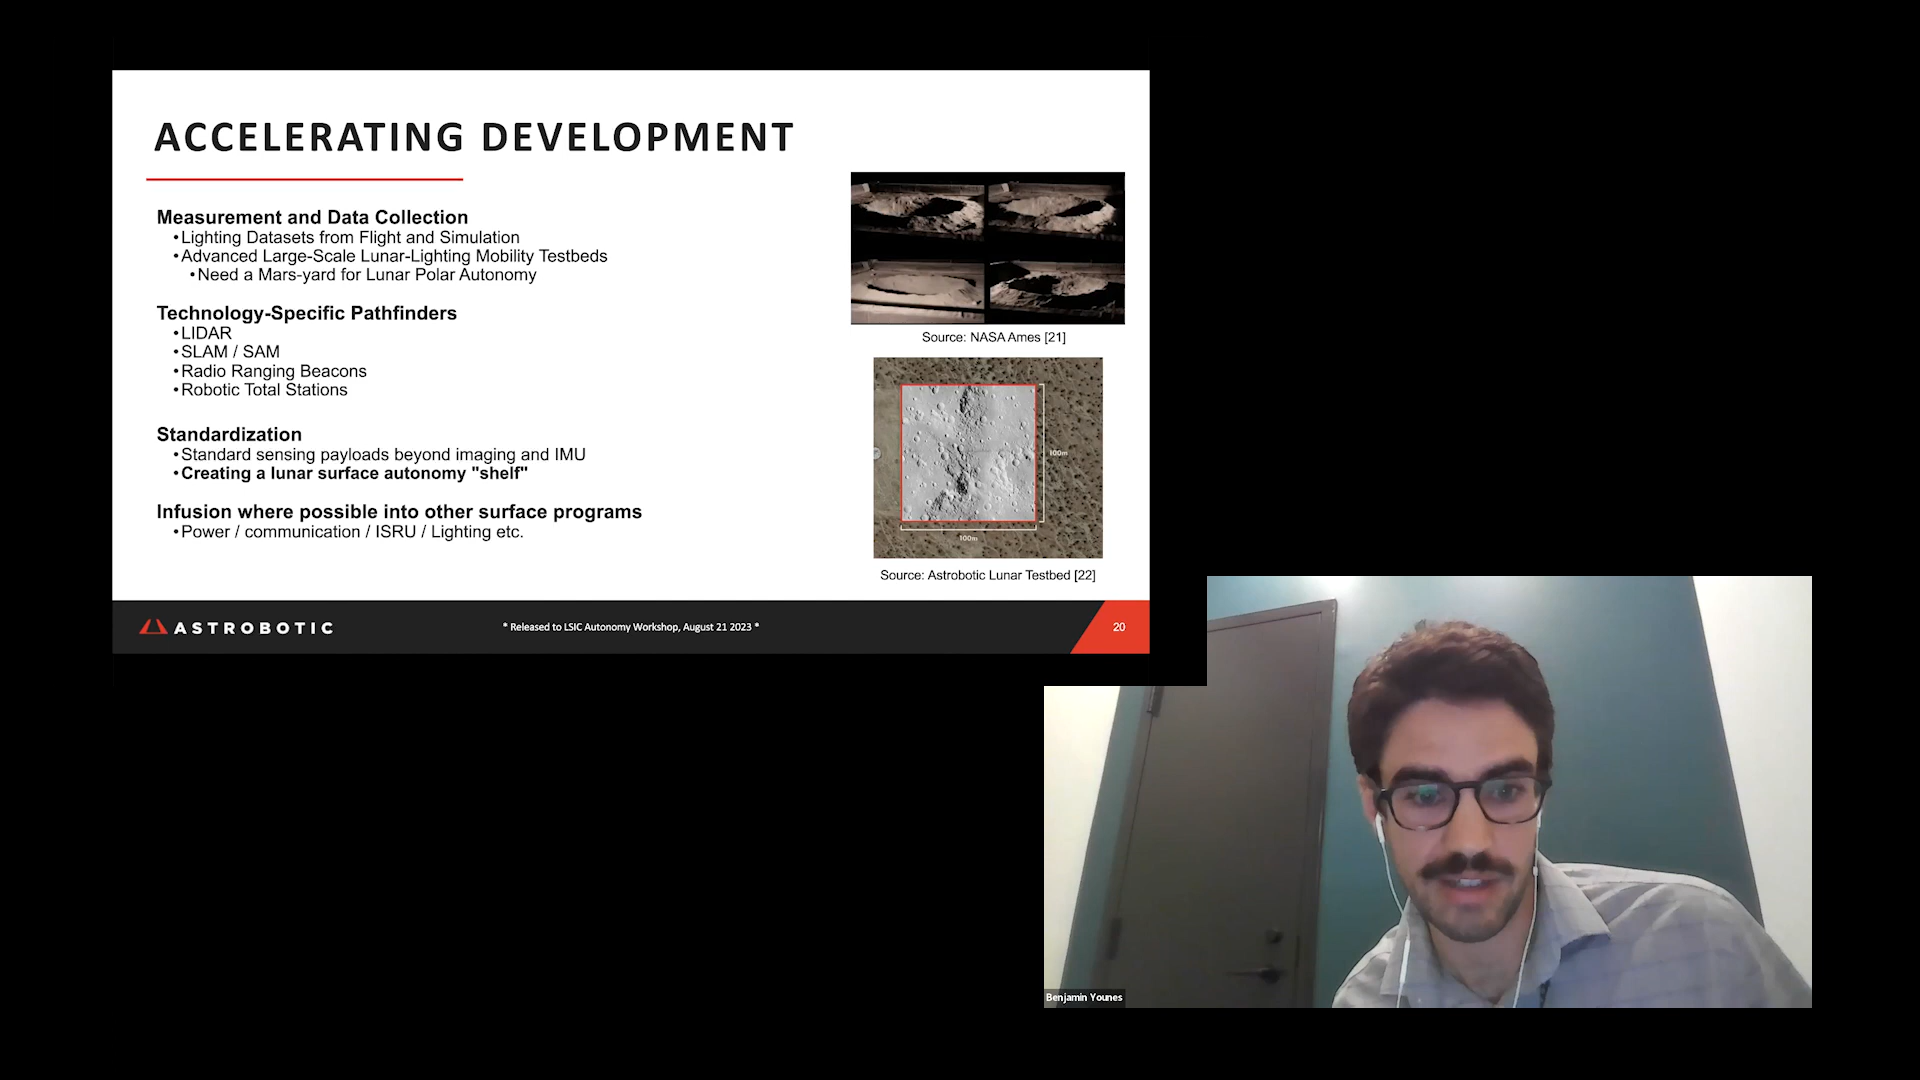 ACCELERATING DEVELOPMENT
Measurement and Data Collection
•Lighting Datasets from Flight and Simulation
•Advanced Large-Scale Lunar-Lighting Mobility Testbeds
•Need a Mars-yard for Lunar Polar Autonomy
Technology-Specific Pathfinders
•LIDAR
•SLAM / SAM
•Radio Ranging Beacons
•Robotic Total Stations
Standardization
•Standard sensing payloads beyond imaging and IMU
•Creating a lunar surface autonomy "shelf"
Infusion where possible into other surface programs
•Power / communication / ISRU / Lighting etc.
Source: NASA Ames [21]
100m
100m
Source: Astrobotic Lunar Testbed [22]
ASTROBOTIC
* Released to LSIC Autonomy Workshop, August 21 2023 *
20
Benjamin Younes